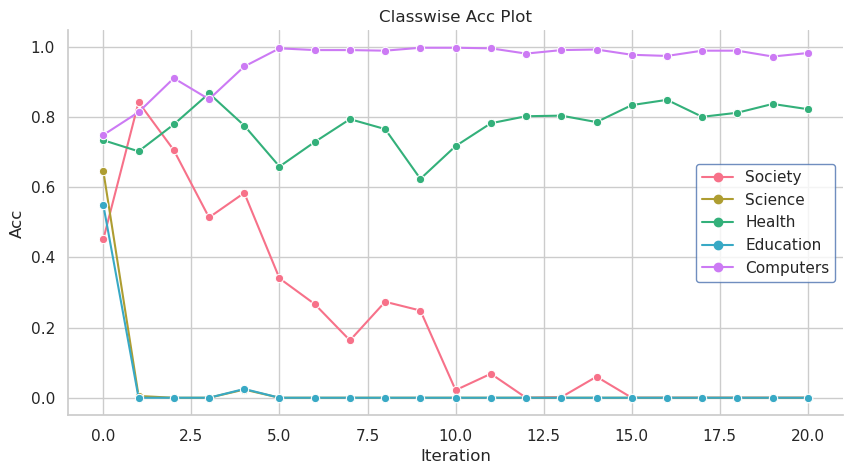 Classwise Acc Plot
1.0
0.8
0.6
0.4
0.2
0.0
Acc
Society
Science
Health
Education
Computers
0.0 2.5 5.0 7.5 10.0 12.5 15.0 17.5 20.0
Iteration